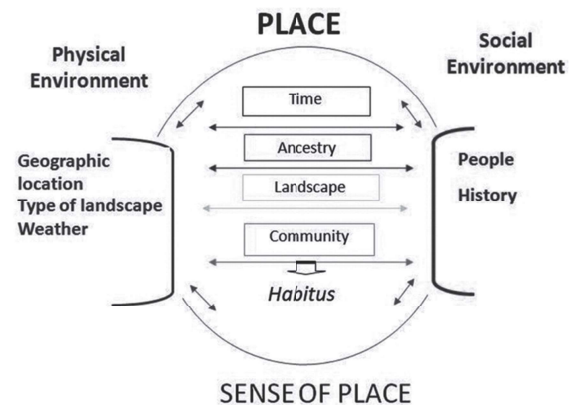 PLACE
Physical
Environment
Social
Environment
Time
Ancestry
Landscape
Community
Habitus
Geographic
location
Type of landscape
Weather
People
History
SENSE OF PLACE